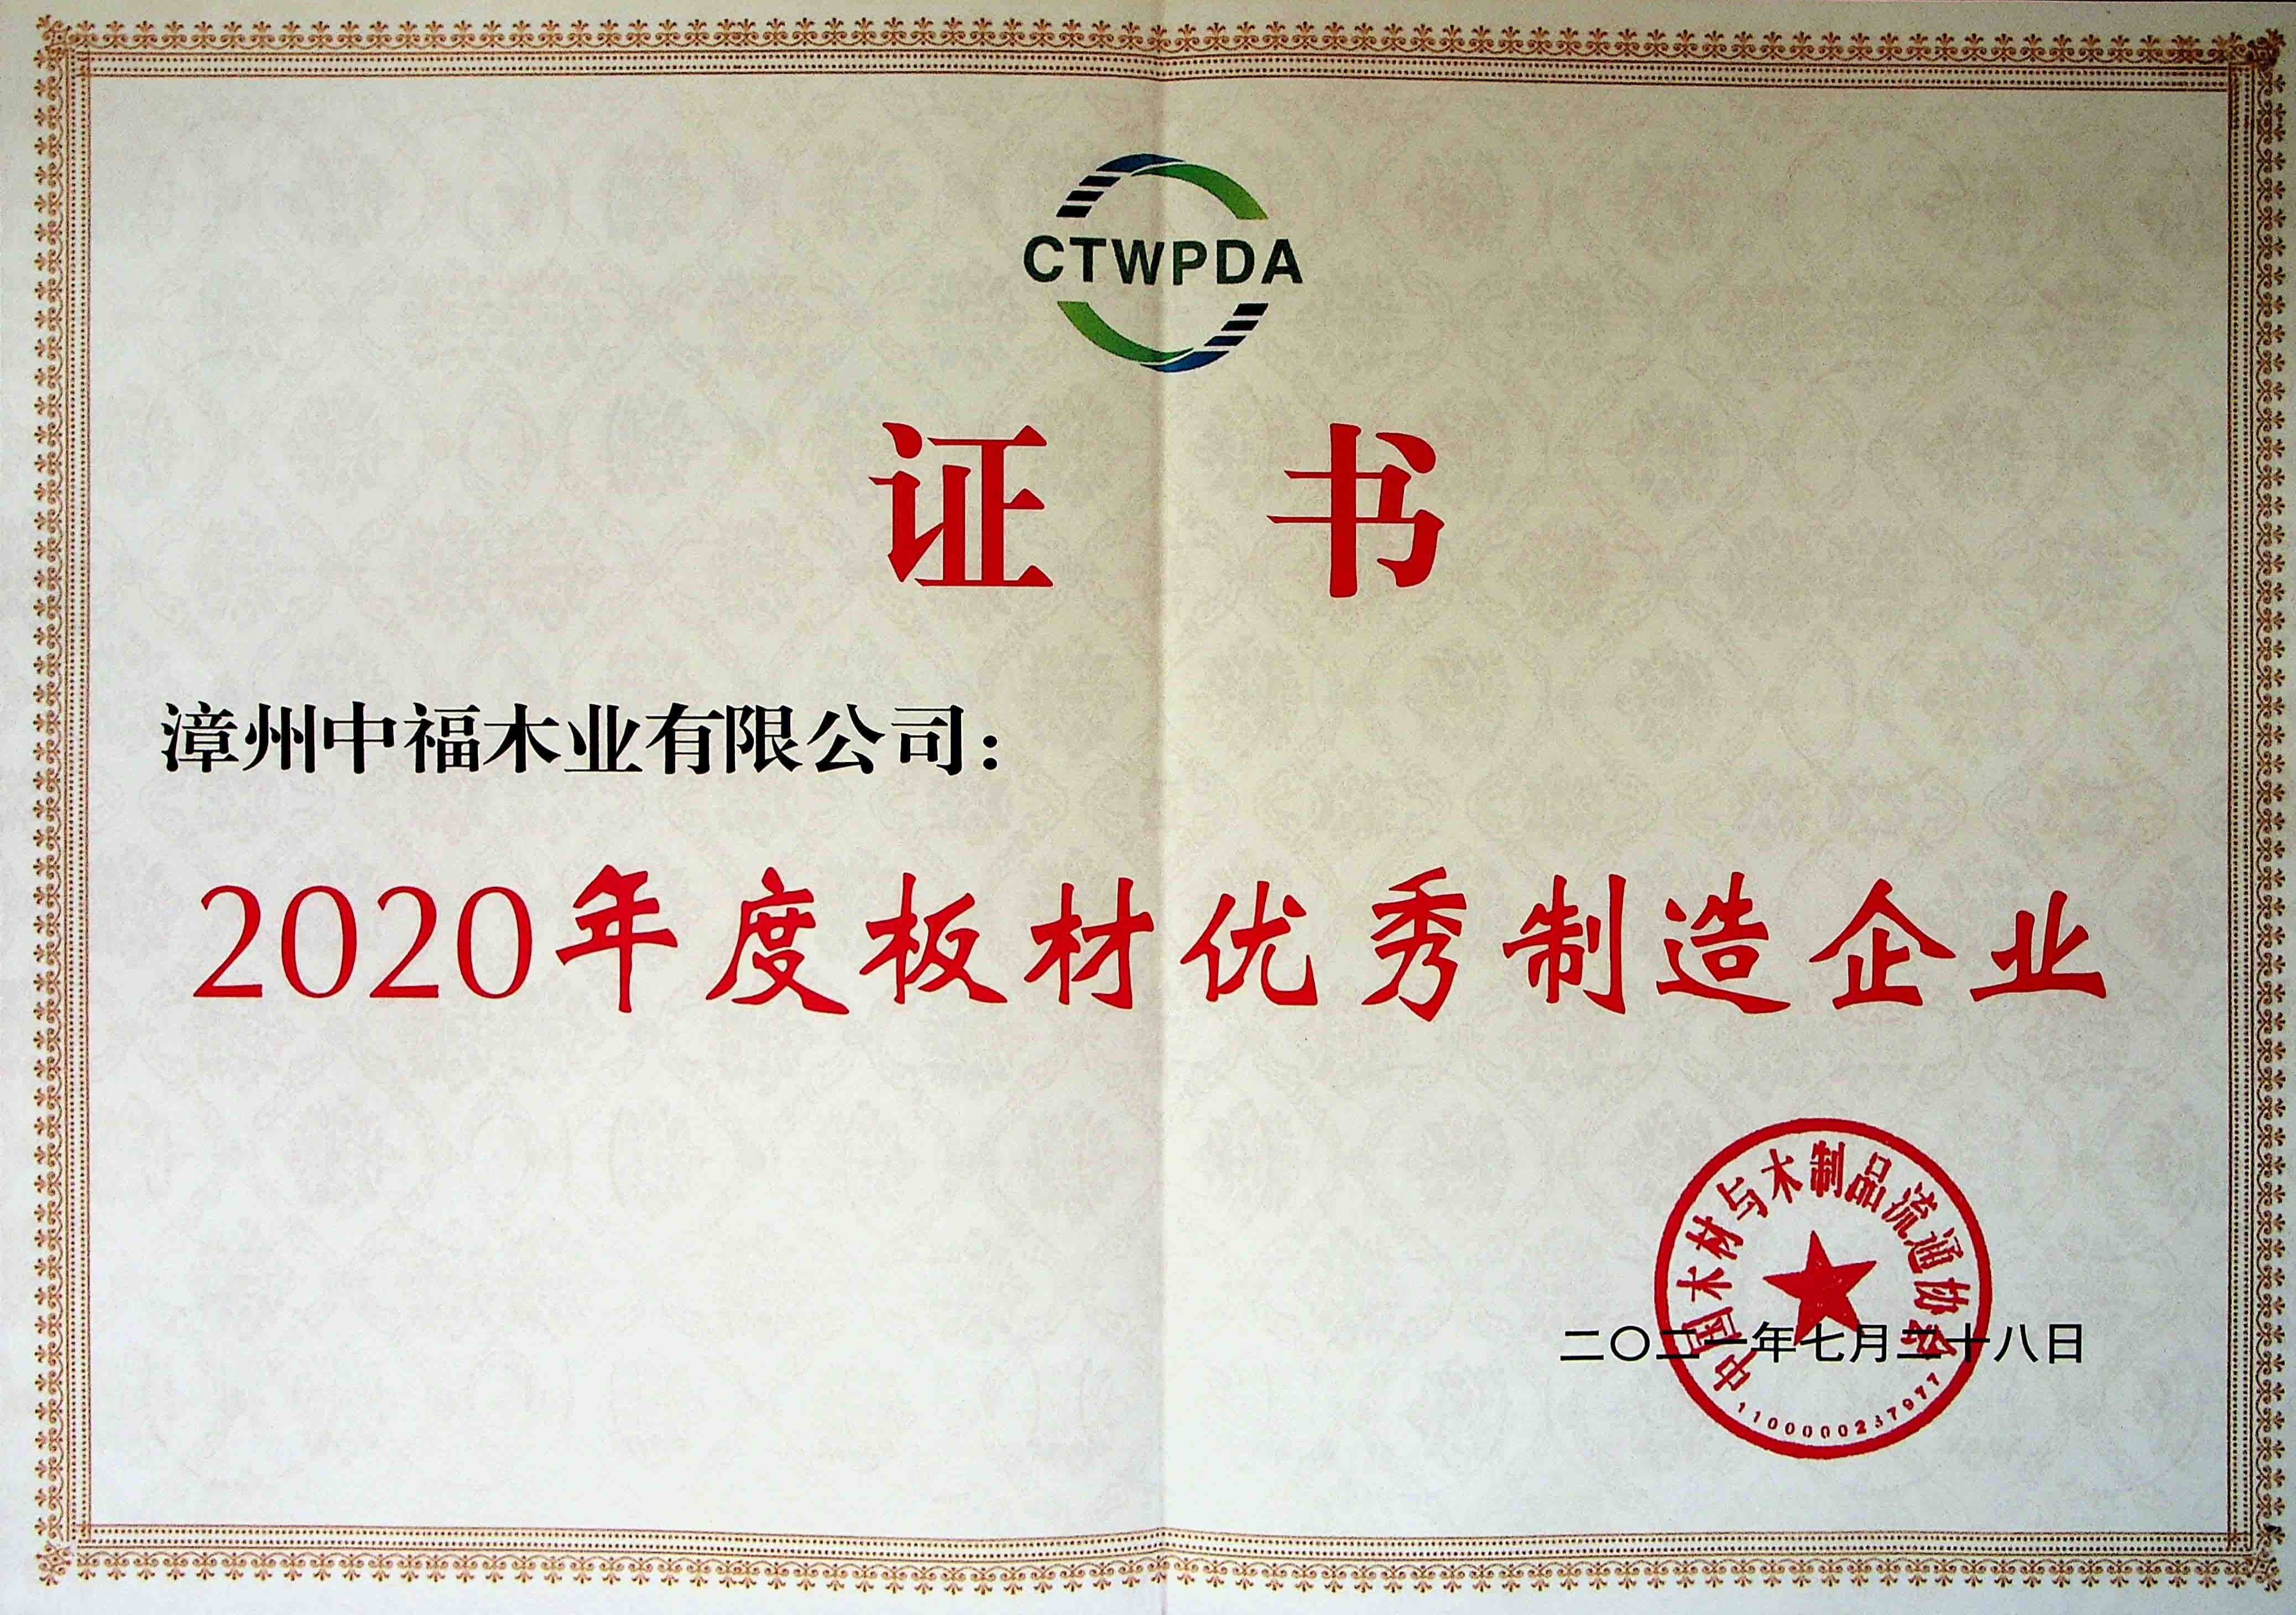 CTWPDA
证 书
漳州中福木业有限公司：
2020年度板材优秀制造企业
中国木材与木制品流通协会
二〇二一年七月二十八日
1100000237977